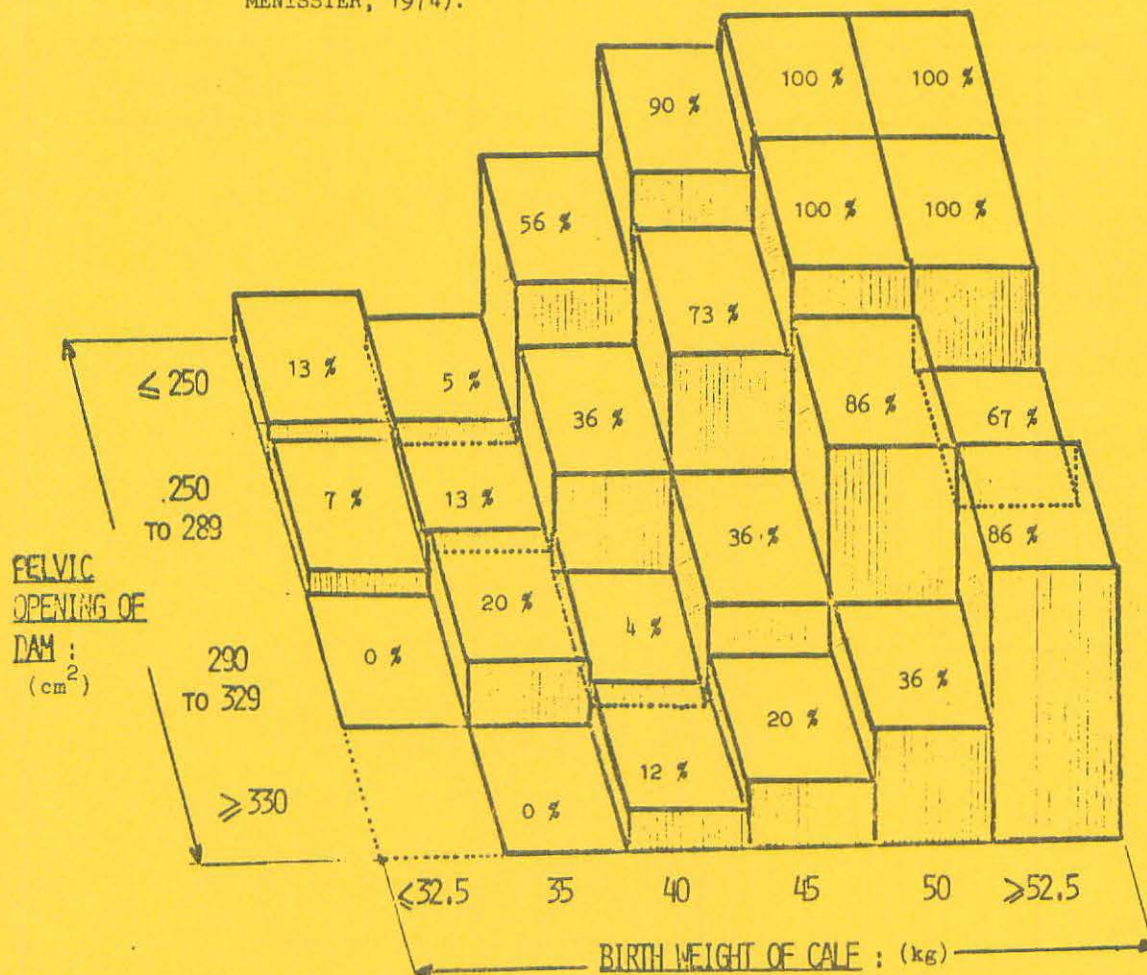 MENISSIER, 1974).
100 % 100 %
90 %
100 % 100 %
56 %
73 %
13 % 5 %
≤ 250
36 % 86 % 67 %
.250
TO 289
7 % 13 %
36 % 86 %
PELVIC
OPENING OF
DAM :
(cm²)
20 %
4 %
0 %
290
TO 329
36 %
20 %
12 %
≥ 330
0 %
≤32.5 35 40 45 50 ≥52.5
BIRTH WEIGHT OF CALF : (kg)